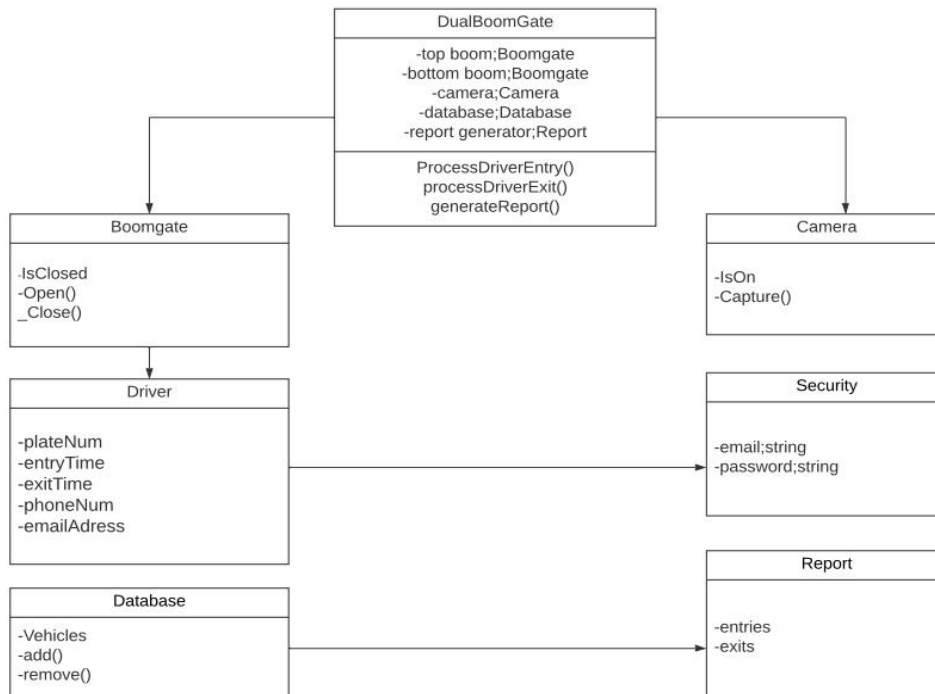 DualBoomGate
-top boom;Boomgate
-bottom boom;Boomgate
-camera;Camera
-database;Database
-report generator;Report
ProcessDriverEntry()
processDriverExit()
generateReport()
Boomgate
-IsClosed
-Open()
_Close()
Camera
-IsOn
-Capture()
Driver
-plateNum
-entryTime
-exitTime
-phoneNum
-emailAdress
Security
-email;string
-password;string
Database
-Vehicles
-add()
-remove()
Report
-entries
-exits